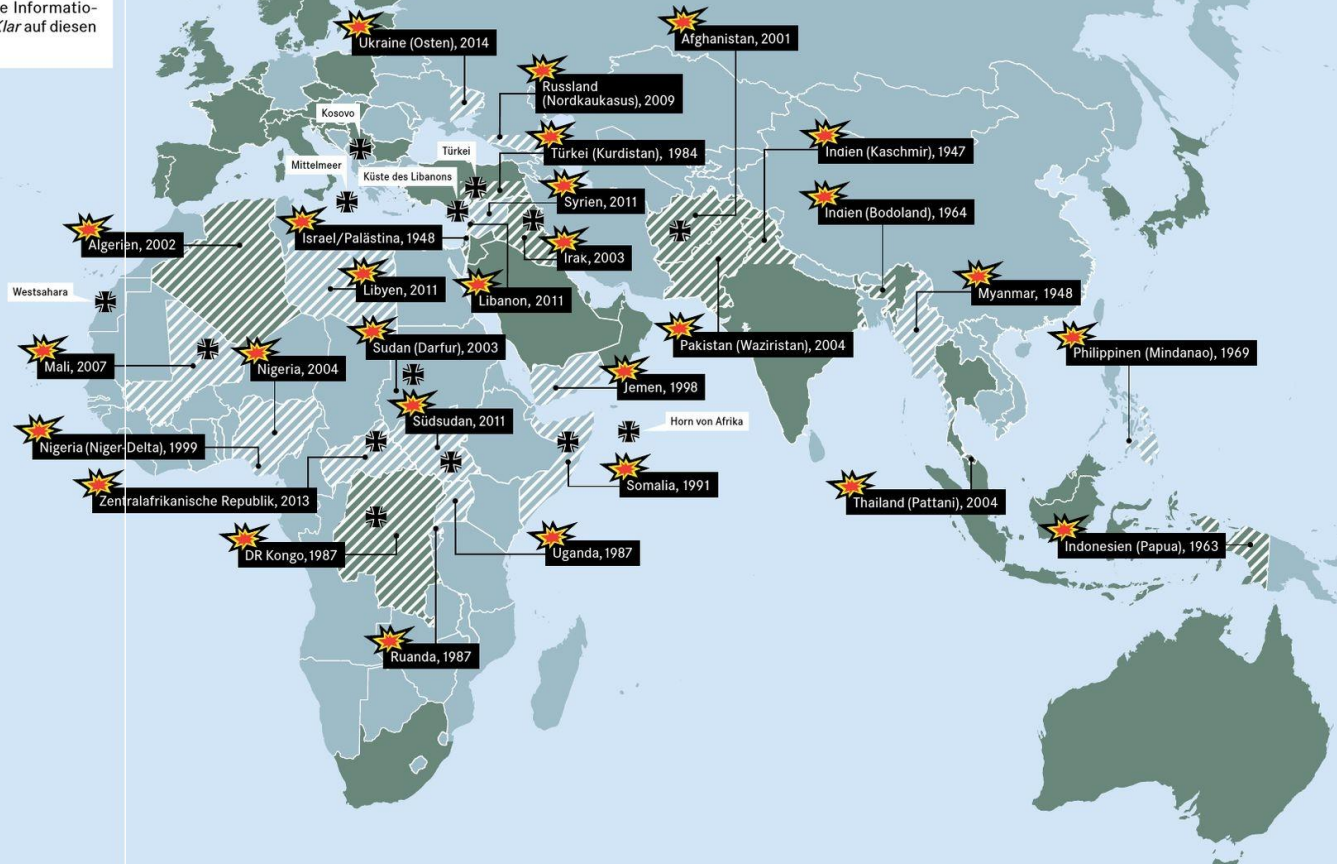 e Informatio-
Klar auf diesen
Ukraine (Osten), 2014
Afghanistan, 2001
Russland
(Nordkaukasus), 2009
Kosovo
Türkei (Kurdistan), 1984
Indien (Kaschmir), 1947
Türkei
Mittelmeer
Küste des Libanons
Syrien, 2011
Indien (Bodoland), 1964
Algerien, 2002
Israel/Palästina, 1948
Irak, 2003
Westsahara
Libyen, 2011
Libanon, 2011
Myanmar, 1948
Mali, 2007
Nigeria, 2004
Sudan (Darfur), 2003
Pakistan (Waziristan), 2004
Philippinen (Mindanao), 1969
Jemen, 1998
Südsudan, 2011
Horn von Afrika
Nigeria (Niger-Delta), 1999
Somalia, 1991
Zentralafrikanische Republik, 2013
Thailand (Pattani), 2004
DR Kongo, 1987
Uganda, 1987
Indonesien (Papua), 1963
Ruanda, 1987